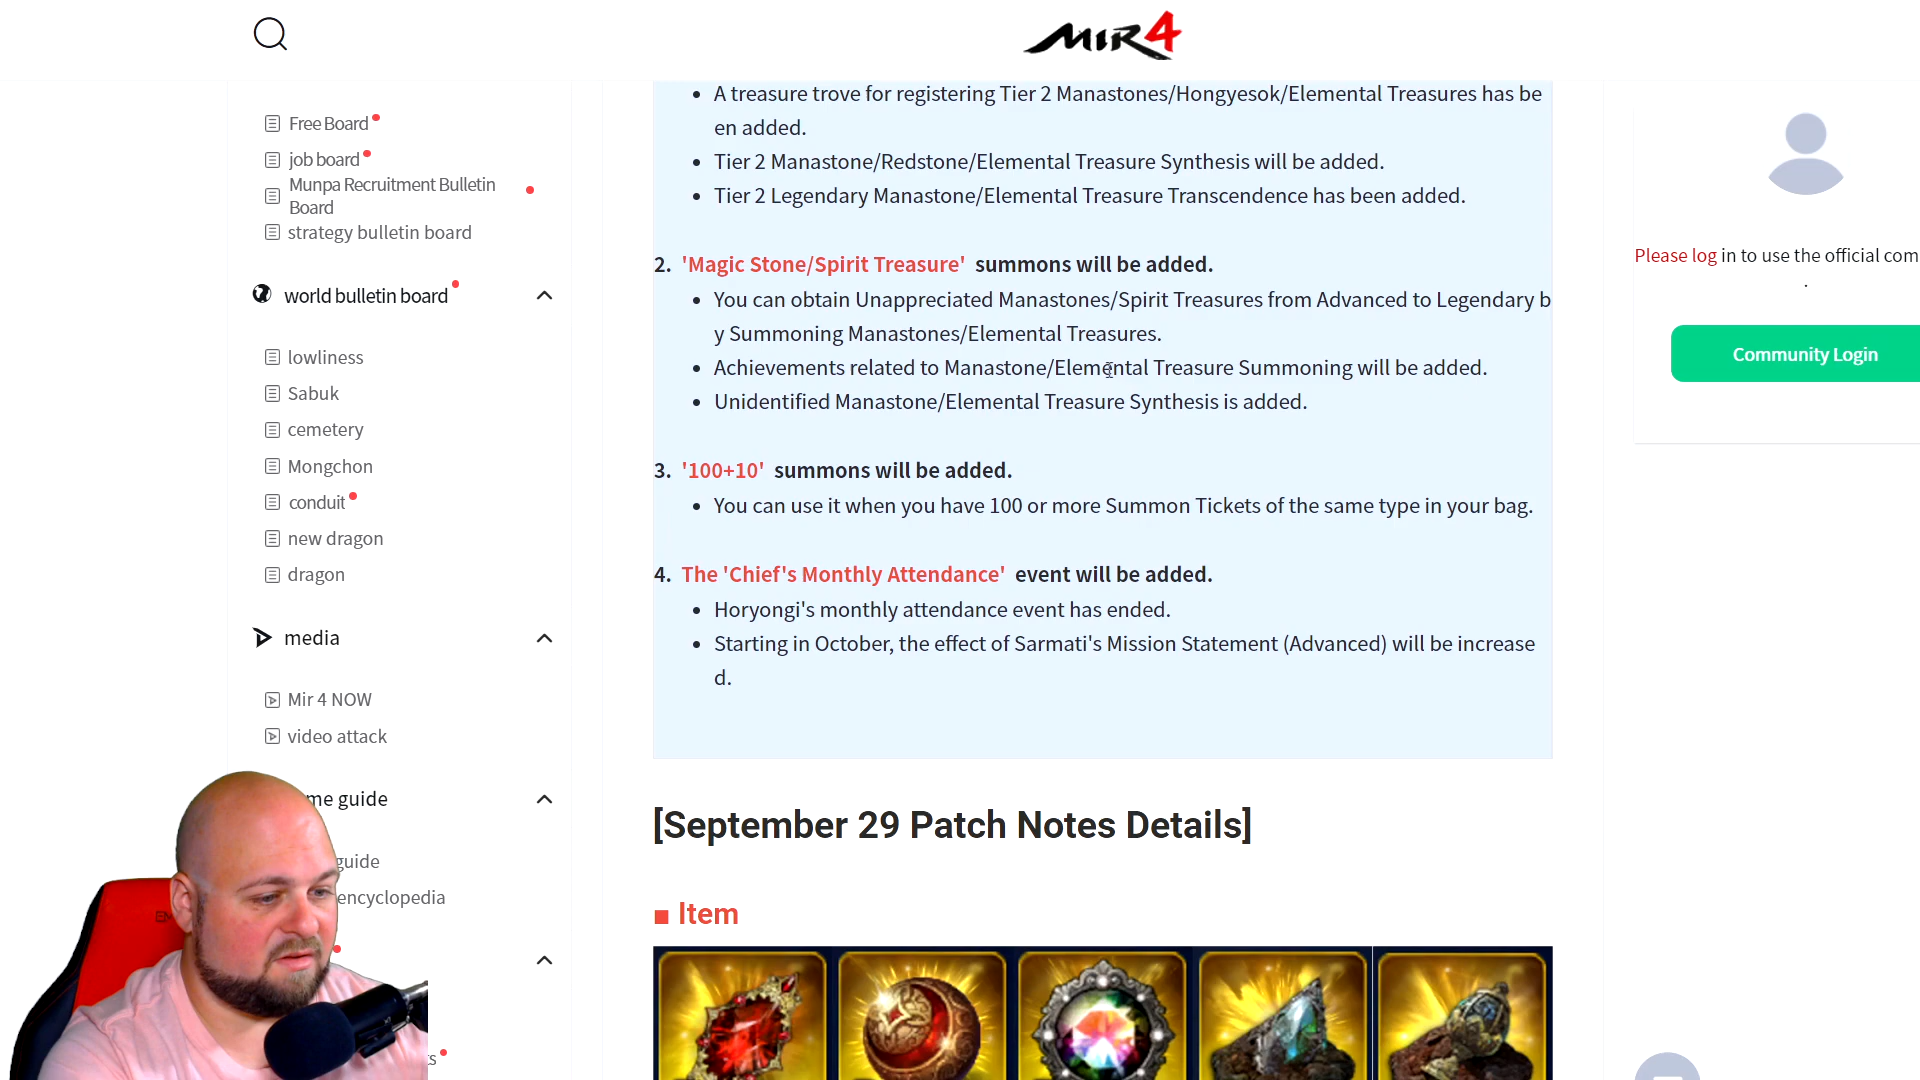 MIR4
Free Board
job board
Munpa Recruitment Bulletin
Board
strategy bulletin board
world bulletin board
lowliness
Sabuk
cemetery
Mongchon
conduit
new dragon
dragon
media
Mir 4 NOW
video attack
me guide
guide
encyclopedia
A treasure trove for registering Tier 2 Manastones/Hongyesok/Elemental Treasures has be
en added.
Tier 2 Manastone/Redstone/Elemental Treasure Synthesis will be added.
Tier 2 Legendary Manastone/Elemental Treasure Transcendence has been added.
2. 'Magic Stone/Spirit Treasure' summons will be added.
You can obtain Unappreciated Manastones/Spirit Treasures from Advanced to Legendary b
y Summoning Manastones/Elemental Treasures.
Achievements related to Manastone/Elemental Treasure Summoning will be added.
Unidentified Manastone/Elemental Treasure Synthesis is added.
3. '100+10' summons will be added.
You can use it when you have 100 or more Summon Tickets of the same type in your bag.
4. The 'Chief's Monthly Attendance' event will be added.
Horyongi's monthly attendance event has ended.
Starting in October, the effect of Sarmati's Mission Statement (Advanced) will be increase
d.
[September 29 Patch Notes Details]
■ Item
Please log in to use the official com
.
Community Login